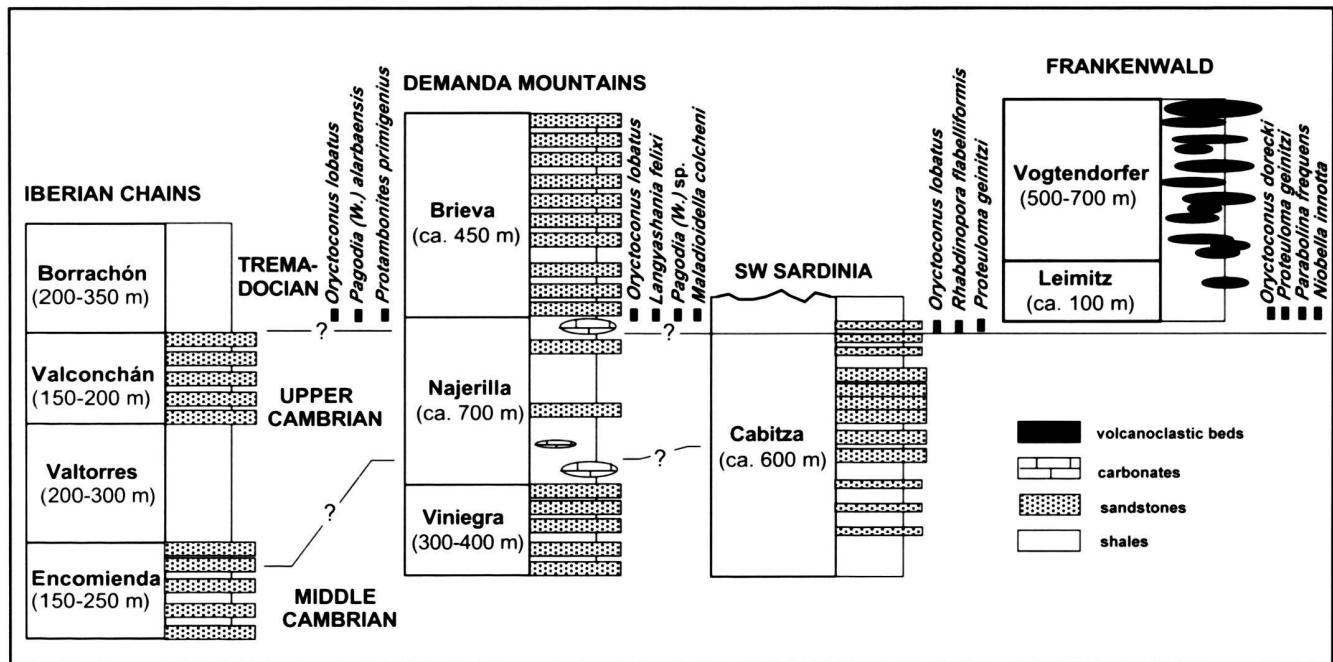 IBERIAN CHAINS
Borrachón
(200-350 m)
Valconchán
(150-200 m)
Valtorres
(200-300 m)
Encomienda
(150-250 m)
TREMA-
DOCIAN
UPPER
CAMBRIAN
MIDDLE
CAMBRIAN
?
?
Oryctoconus lobatus
Pagodia (W.) alarbaensis
Protambonites primigenius
DEMANDA MOUNTAINS
Brieva
(ca. 450 m)
Najerilla
(ca. 700 m)
Viniegra
(300-400 m)
Oryctoconus lobatus
Langyashania felixi
Pagodia (W.) sp.
Maladioidella colcheni
?
?
SW SARDINIA
Cabitza
(ca. 600 m)
Oryctoconus lobatus
Rhabdinopora flabelliformis
Proteuloma geinitzi
FRANKENWALD
Vogtendorfer
(500-700 m)
Leimitz
(ca. 100 m)
Oryctoconus dorecki
Proteuloma geinitzi
Parabolina frequens
Niobella innotta
volcanoclastic beds
carbonates
sandstones
shales